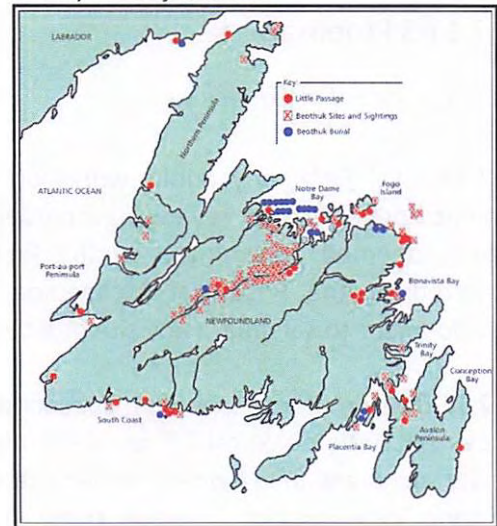 LABRADOR
Key:
Little Passage
Beothuk Sites and Sightings
Beothuk Burial
Northern Peninsula
ATLANTIC OCEAN
Notre Dame
Bay
Fogo
Island
Port-au-port
Peninsula
Bonavista Bay
NEWFOUNDLAND
Trinity
Bay
Conception
Bay
South Coast
Placentia Bay
Avalon
Peninsula